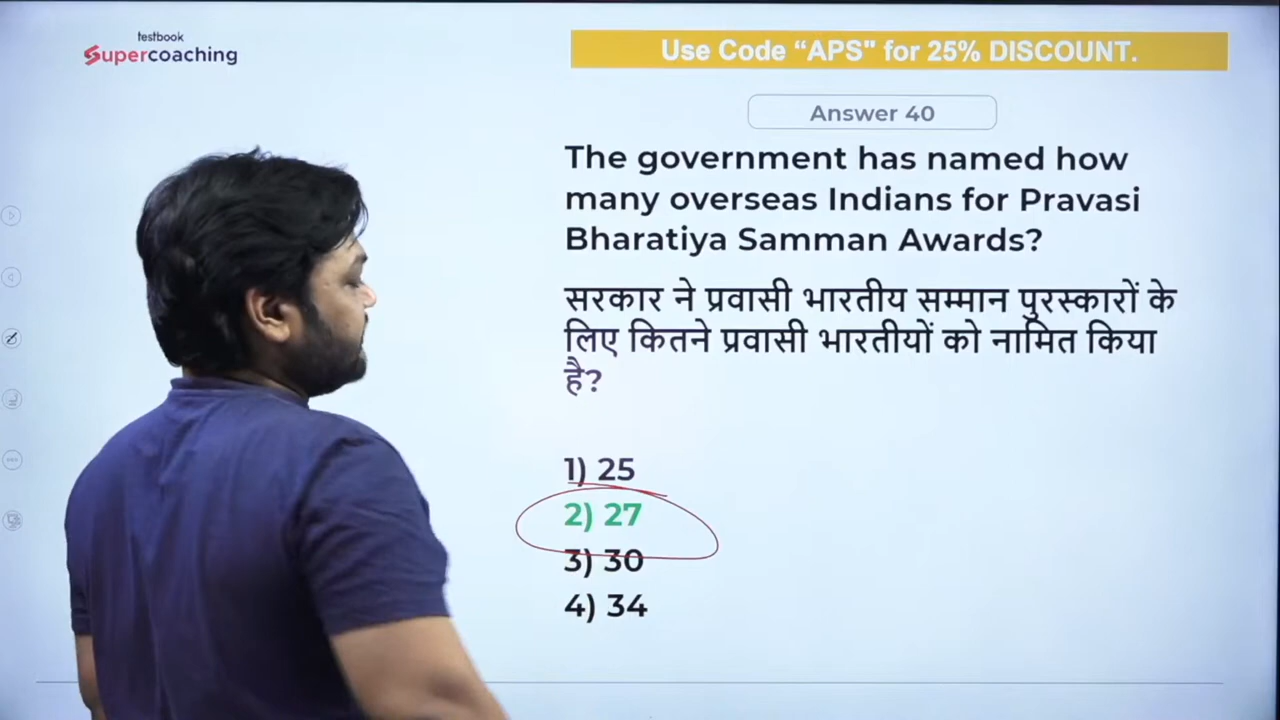 testbook
Supercoaching
Use Code “APS" for 25% DISCOUNT.
Answer 40
The government has named how
many overseas Indians for Pravasi
Bharatiya Samman Awards?
सरकार ने प्रवासी भारतीय सम्मान पुरस्कारों के
लिए कितने प्रवासी भारतीयों को नामित किया
है?
1) 25
2) 27
3) 30
4) 34